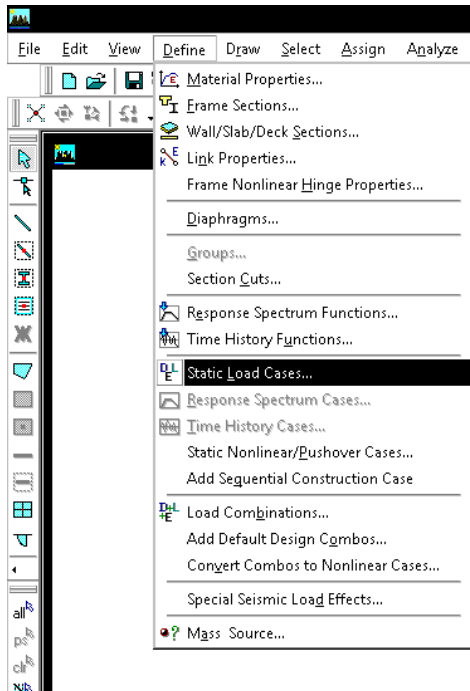 File Edit View Define Draw Select Assign Analyze
Material Properties...
Frame Sections...
Wall/Slab/Deck Sections...
Link Properties...
Frame Nonlinear Hinge Properties...
Diaphragms...
Groups...
Section Cuts...
Response Spectrum Functions...
Time History Functions...
Static Load Cases...
Response Spectrum Cases...
Time History Cases...
Static Nonlinear/Pushover Cases...
Add Sequential Construction Case
Load Combinations...
Add Default Design Combos...
Convert Combos to Nonlinear Cases...
Special Seismic Load Effects...
Mass Source...
all
ps
clr